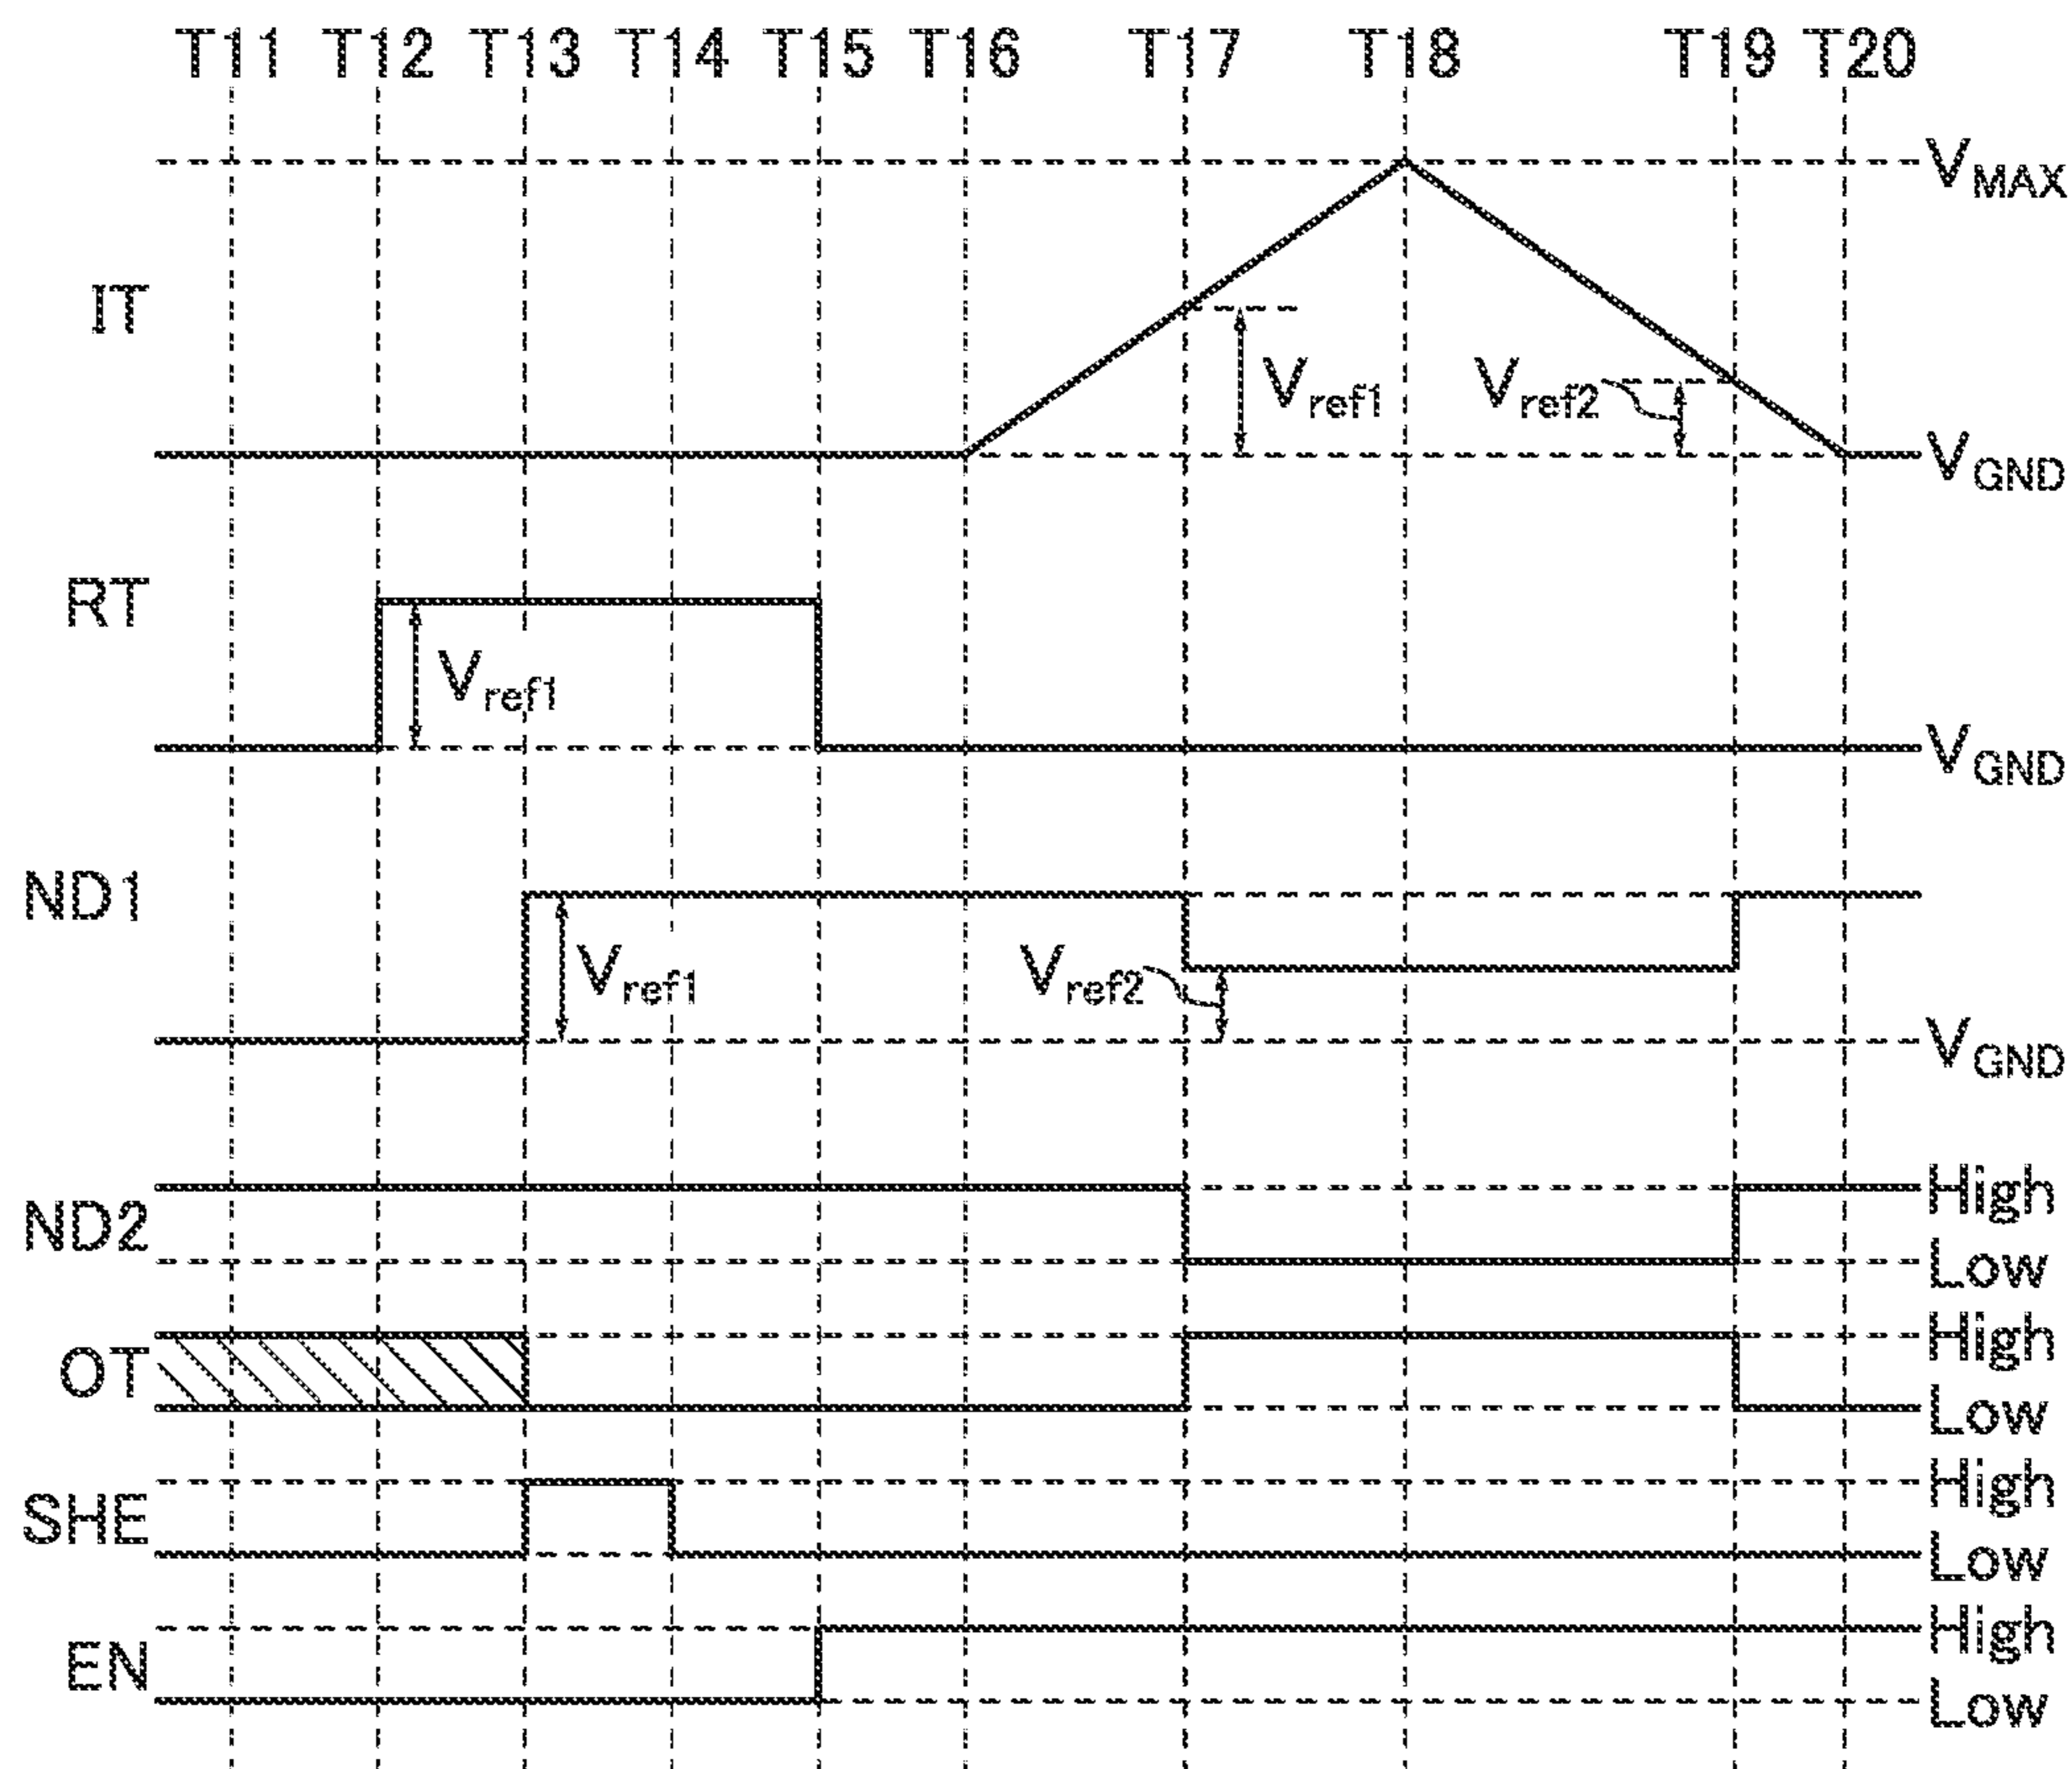 T11 T12 T13 T14 T15 T16 T17 T18 T19 T20
VMAX
IT
Vref1
Vref2
VGND
RT
Vref1
VGND
ND1
Vref1
Vref2
VGND
ND2
High
Low
OT
High
Low
SHE
High
Low
EN
High
Low